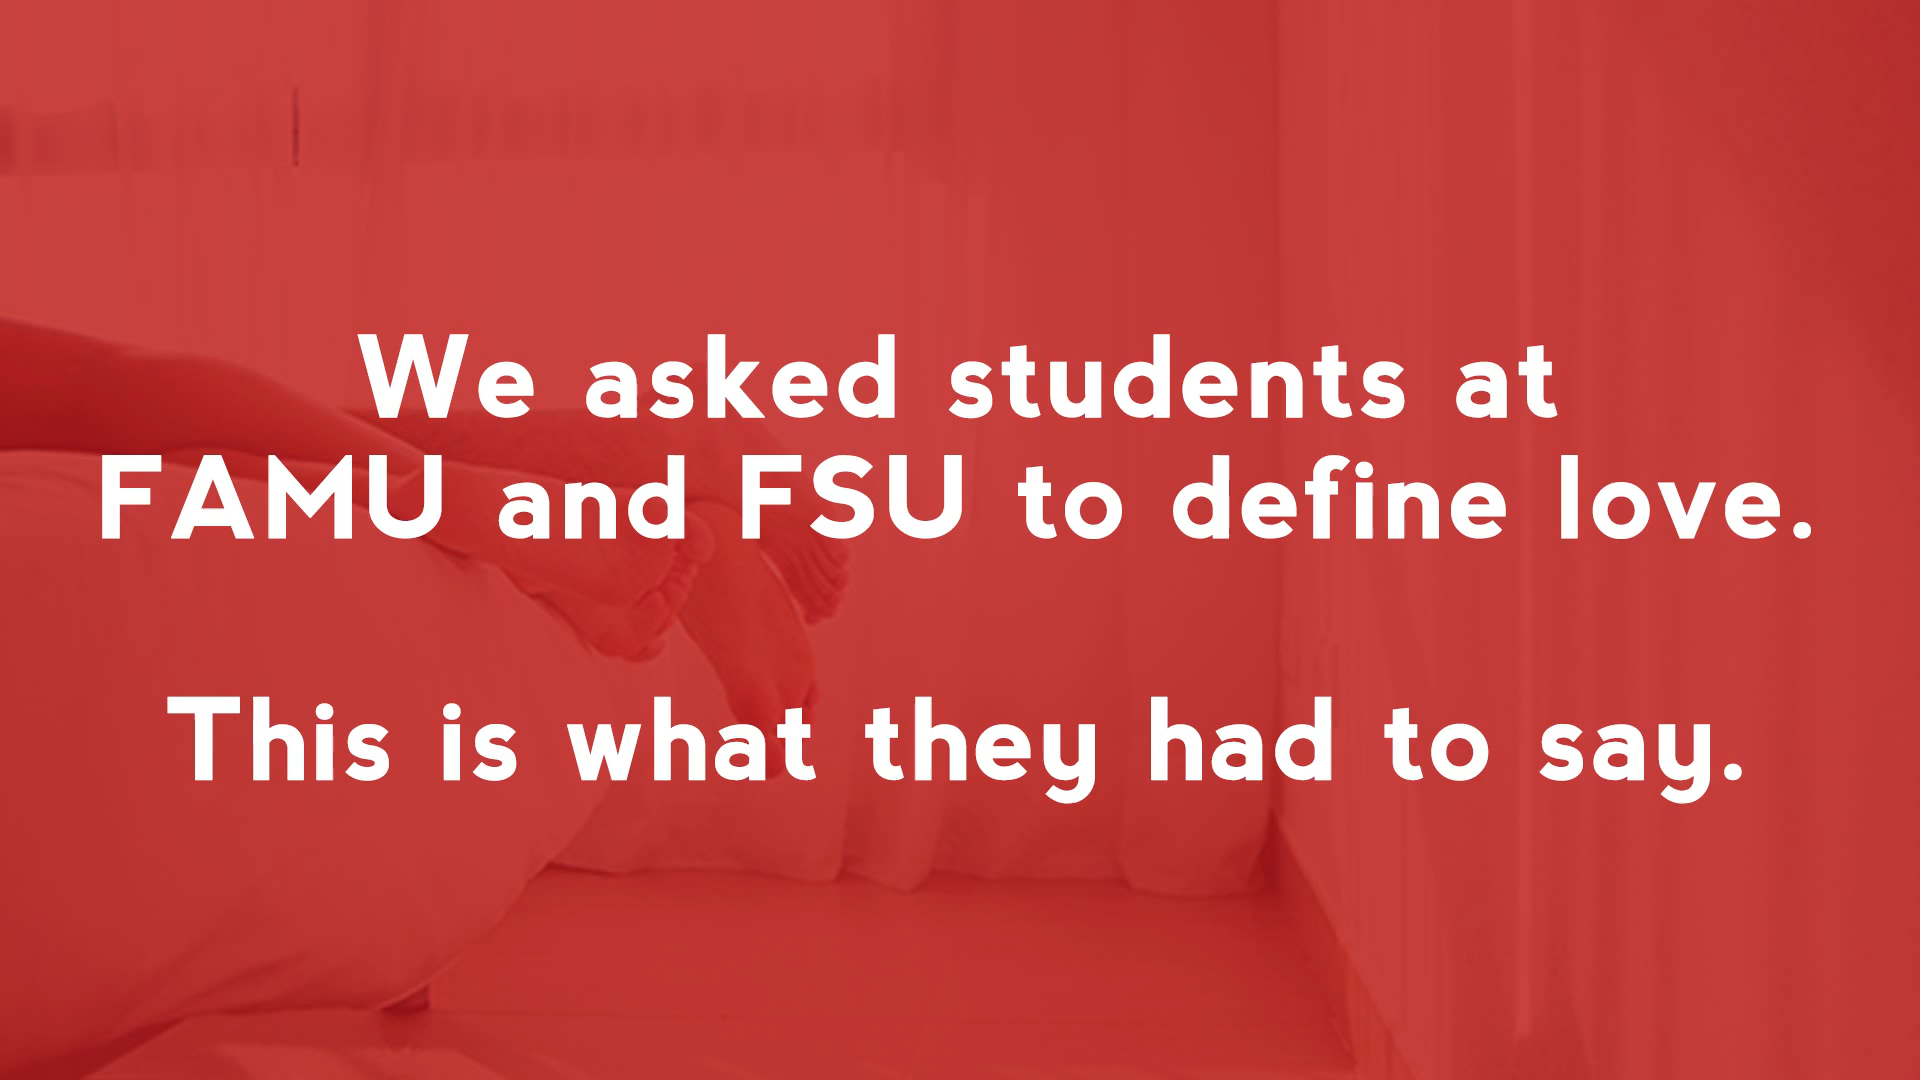 We asked students at
FAMU and FSU to define love.
This is what they had to say.